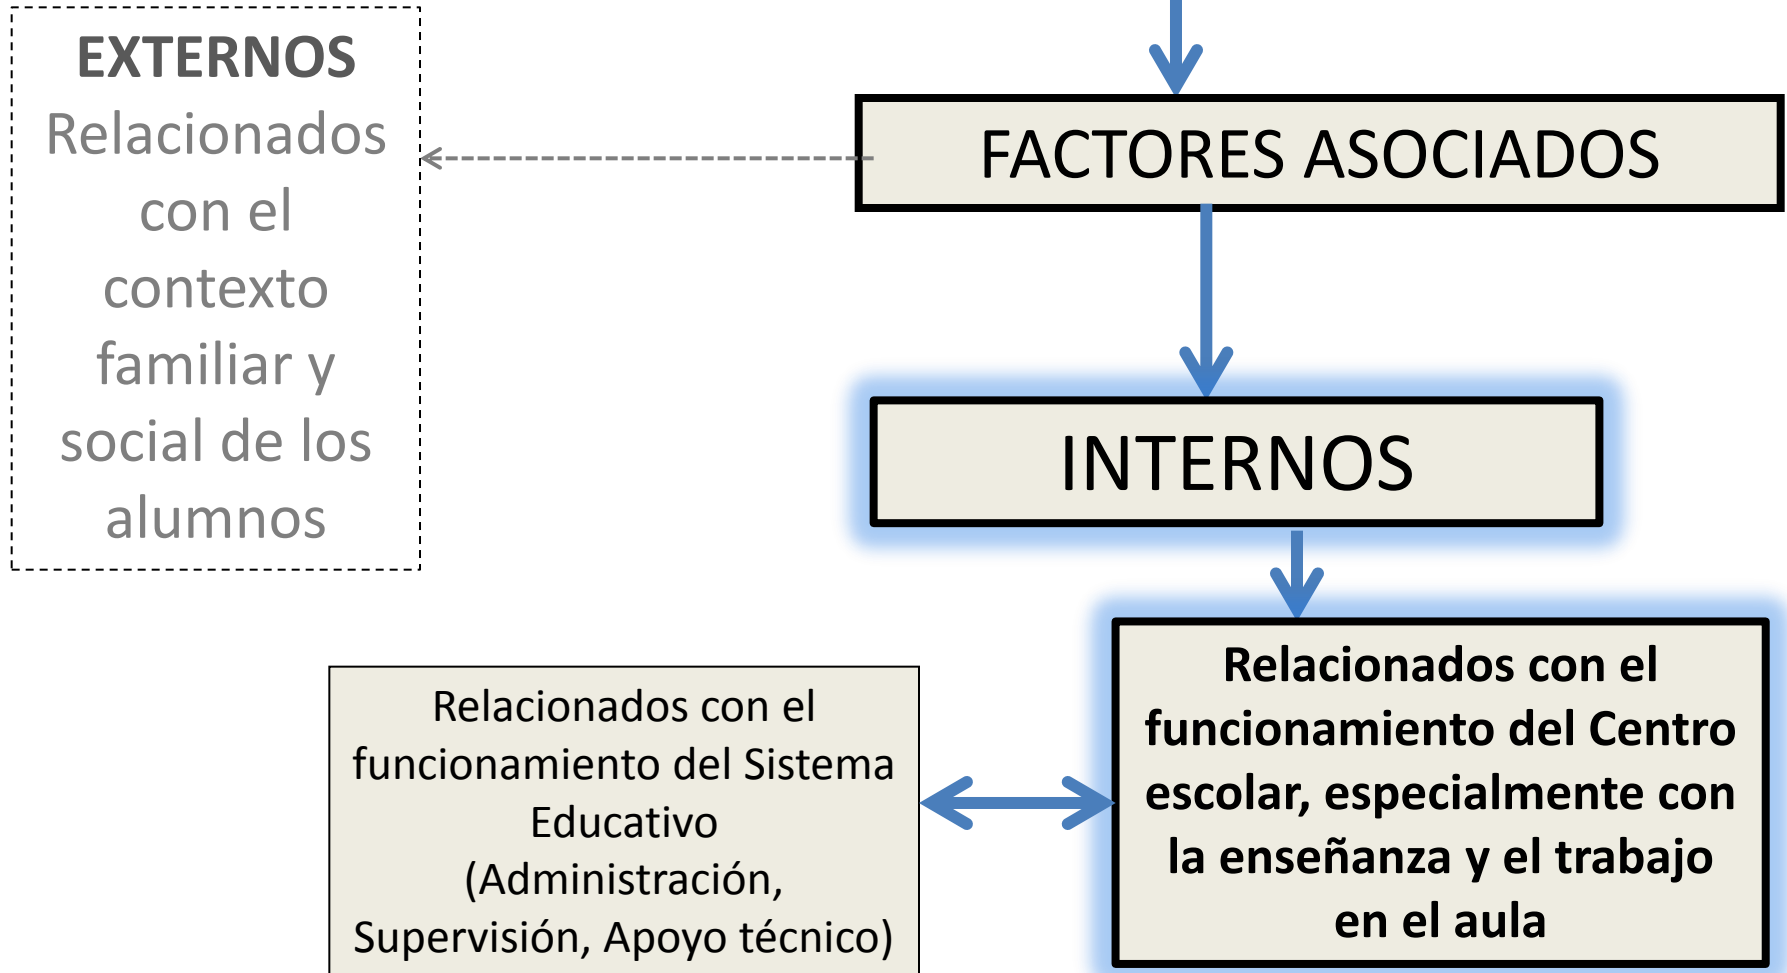 EXTERNOS
Relacionados
con el
contexto
familiar y
social de los
alumnos
FACTORES ASOCIADOS
INTERNOS
Relacionados con el
funcionamiento del Sistema
Educativo
(Administración,
Supervisión, Apoyo técnico)
Relacionados con el
funcionamiento del Centro
escolar, especialmente con
la enseñanza y el trabajo
en el aula